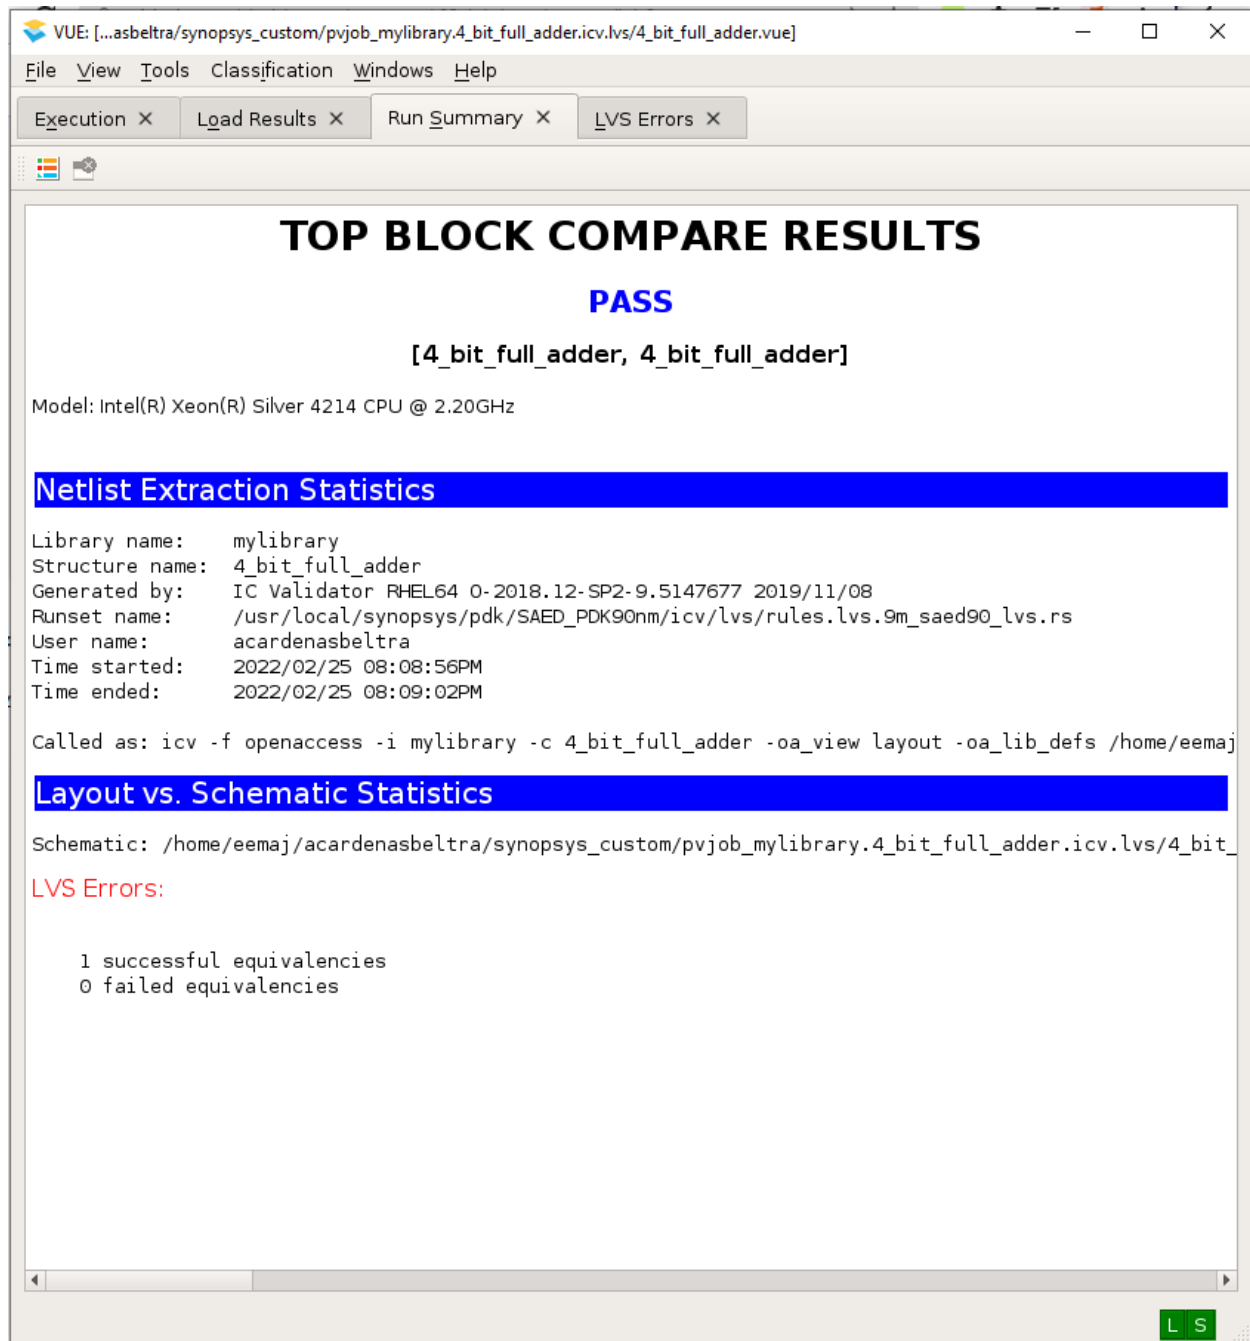 VUE: [...asbeltra/synopsys_custom/pvjob_mylibrary.4_bit_full_adder.icv.lvs/4_bit_full_adder.vue]
File View Tools Classification Windows Help
Execution Load Results Run Summary LVS Errors
TOP BLOCK COMPARE RESULTS
PASS
[4_bit_full_adder, 4_bit_full_adder]
Model: Intel(R) Xeon(R) Silver 4214 CPU @ 2.20GHz
Netlist Extraction Statistics
Library name: mylibrary
Structure name: 4_bit_full_adder
Generated by: IC Validator RHEL64 O-2018.12-SP2-9.5147677 2019/11/08
Runset name: /usr/local/synopsys/pdk/SAED_PDK90nm/icv/lvs/rules.lvs.9m_saed90_lvs.rs
User name: acardenasbeltra
Time started: 2022/02/25 08:08:56PM
Time ended: 2022/02/25 08:09:02PM
Called as: icv -f openaccess -i mylibrary -c 4_bit_full_adder -oa_view layout -oa_lib_defs /home/eemaj
Layout vs. Schematic Statistics
Schematic: /home/eemaj/acardenasbeltra/synopsys_custom/pvjob_mylibrary.4_bit_full_adder.icv.lvs/4_bit_
LVS Errors:
1 successful equivalencies
0 failed equivalencies
L S